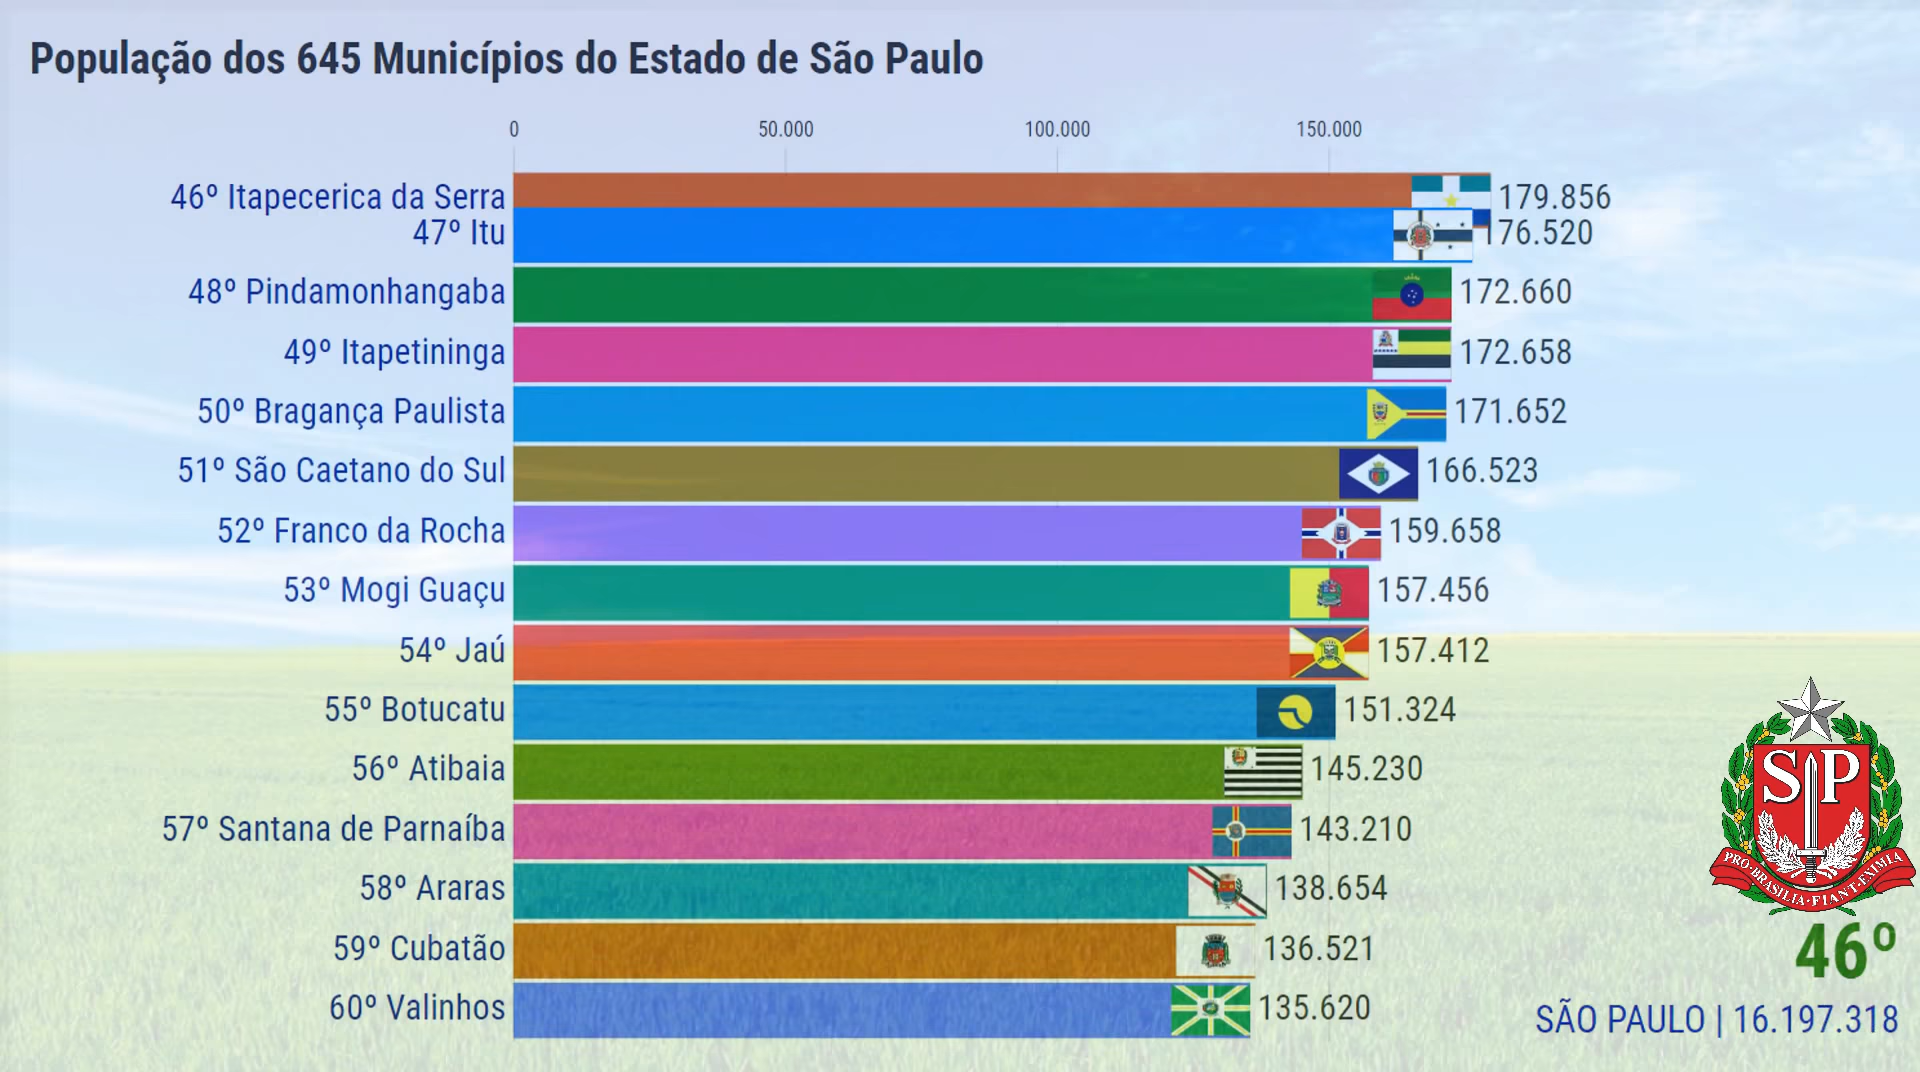 População dos 645 Municípios do Estado de São Paulo
0 50.000 100.000 150.000
46º Itapecerica da Serra 179.856
47º Itu 176.520
48º Pindamonhangaba 172.660
49º Itapetininga 172.658
50º Bragança Paulista 171.652
51º São Caetano do Sul 166.523
52º Franco da Rocha 159.658
53º Mogi Guaçu 157.456
54º Jaú 157.412
55º Botucatu 151.324
56º Atibaia 145.230
57º Santana de Parnaíba 143.210
58º Araras 138.654
59º Cubatão 136.521
60º Valinhos 135.620
SP
PRO·BRASILIA·FIANT·EXIMIA
46º
SÃO PAULO | 16.197.318